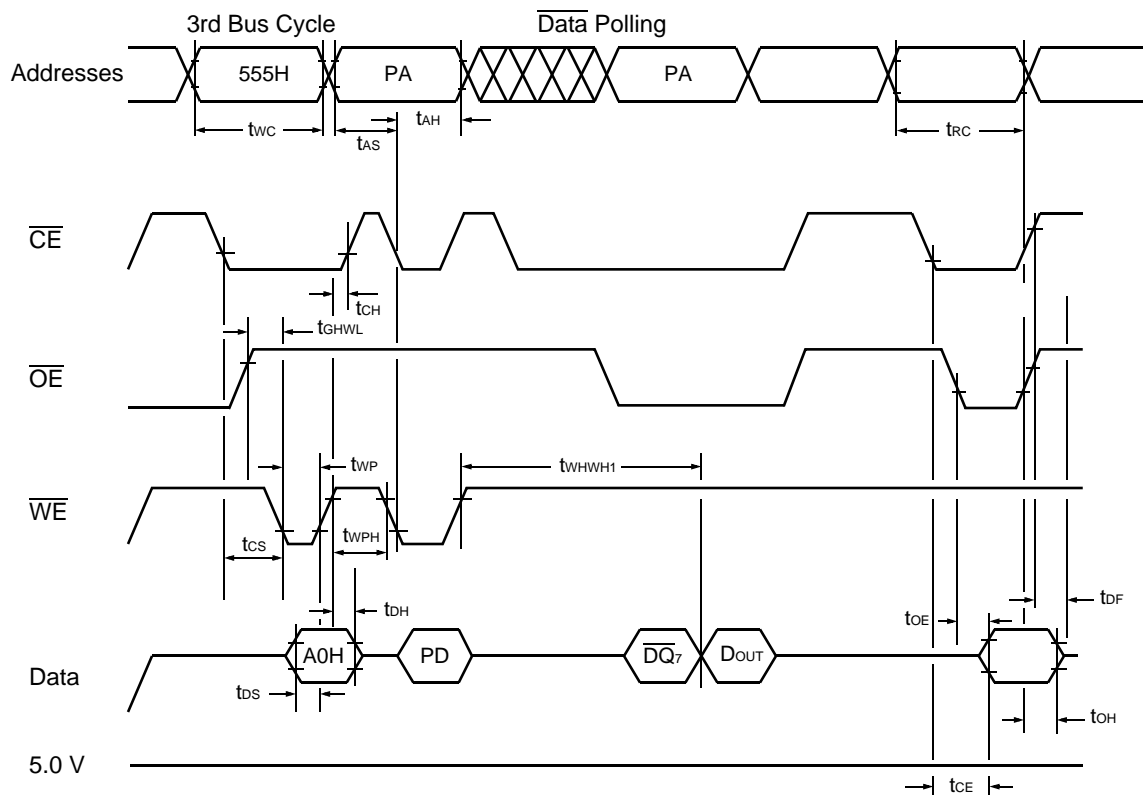 3rd Bus Cycle
Data Polling
Addresses
555H
PA
PA
tWC
tAS
tAH
tRC
CE
tCH
tGHWL
OE
tWP
tWHWH1
WE
tCS
tWPH
tDH
tOE
tDF
Data
A0H
PD
DQ7
DOUT
tDS
tOH
5.0 V
tCE